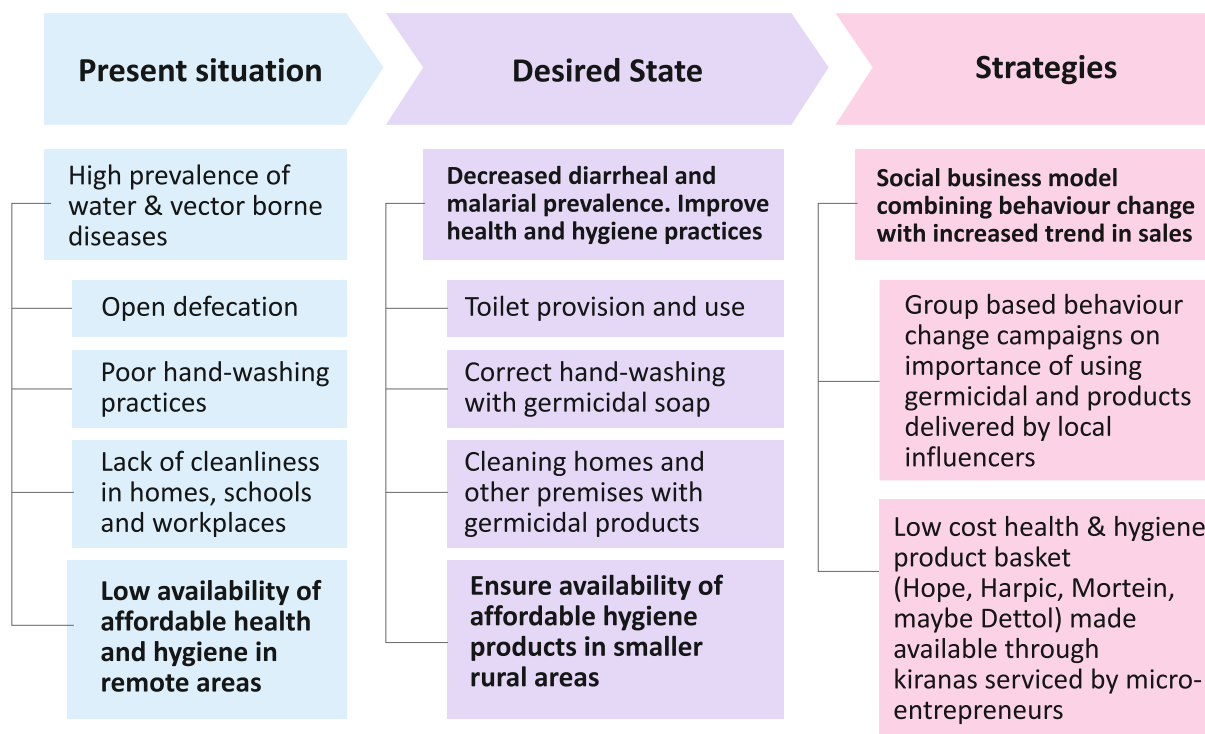 Present situation
High prevalence of
water & vector borne
diseases
Open defecation
Poor hand-washing
practices
Lack of cleanliness
in homes, schools
and workplaces
Low availability of
affordable health
and hygiene in
remote areas
Desired State
Decreased diarrheal and
malarial prevalence. Improve
health and hygiene practices
Toilet provision and use
Correct hand-washing
with germicidal soap
Cleaning homes and
other premises with
germicidal products
Ensure availability of
affordable hygiene
products in smaller
rural areas
Strategies
Social business model
combining behaviour change
with increased trend in sales
Group based behaviour
change campaigns on
importance of using
germicidal and products
delivered by local
influencers
Low cost health & hygiene
product basket
(Hope, Harpic, Mortein,
maybe Dettol) made
available through
kiranas serviced by micro-
entrepreneurs